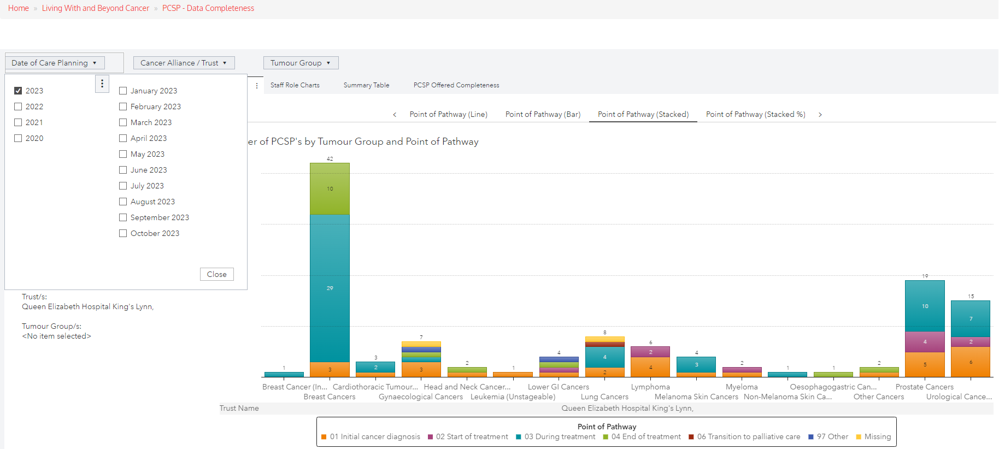 Home » Living With and Beyond Cancer » PCSP - Data Completeness
Date of Care Planning ▼
Cancer Alliance / Trust ▼
Tumour Group ▼
2023
2022
2021
2020
January 2023
February 2023
March 2023
April 2023
May 2023
June 2023
July 2023
August 2023
September 2023
October 2023
Close
Staff Role Charts
Summary Table
PCSP Offered Completeness
Point of Pathway (Line)
Point of Pathway (Bar)
Point of Pathway (Stacked)
Point of Pathway (Stacked %)
er of PCSP's by Tumour Group and Point of Pathway
Trust/s:
Queen Elizabeth Hospital King's Lynn,
Tumour Group/s:
<No item selected>
1
42
10
29
3
3
2
7
3
2
1
4
8
4
2
6
2
4
4
3
2
1
1
2
19
10
4
5
15
7
2
6
Breast Cancer (In...
Breast Cancers
Cardiothoracic Tumour...
Gynaecological Cancers
Head and Neck Cancer...
Leukemia (Unstageable)
Lower GI Cancers
Lung Cancers
Lymphoma
Melanoma Skin Cancers
Myeloma
Non-Melanoma Skin Ca...
Oesophagogastric Can...
Other Cancers
Prostate Cancers
Urological Cance...
Trust Name
Queen Elizabeth Hospital King's Lynn,
Point of Pathway
01 Initial cancer diagnosis
02 Start of treatment
03 During treatment
04 End of treatment
06 Transition to palliative care
97 Other
Missing